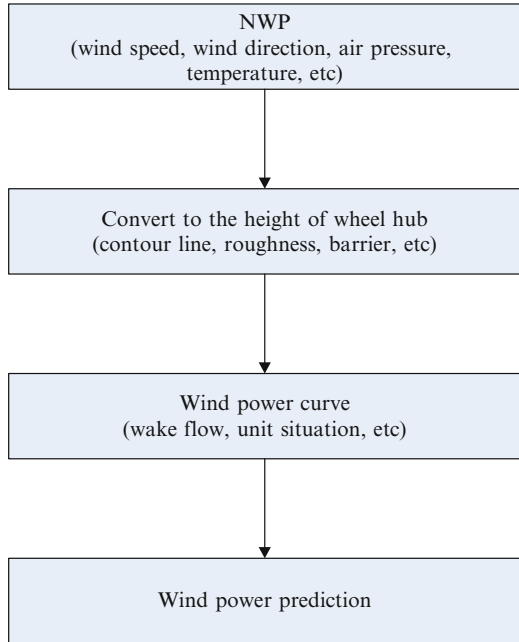 NWP
(wind speed, wind direction, air pressure,
temperature, etc)
Convert to the height of wheel hub
(contour line, roughness, barrier, etc)
Wind power curve
(wake flow, unit situation, etc)
Wind power prediction